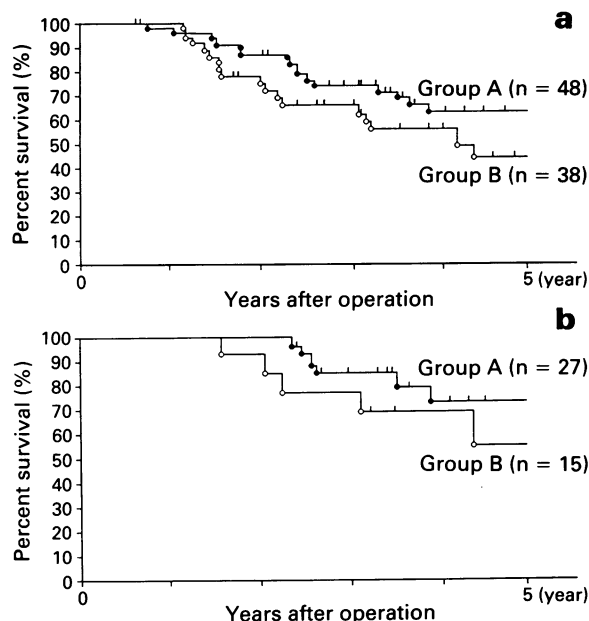 a
Percent survival (%)
100
90
80
70
60
50
40
30
20
10
0
Group A (n = 48)
Group B (n = 38)
0
5 (year)
Years after operation
b
Percent survival (%)
100
90
80
70
60
50
40
30
20
10
0
Group A (n = 27)
Group B (n = 15)
0
5 (year)
Years after operation